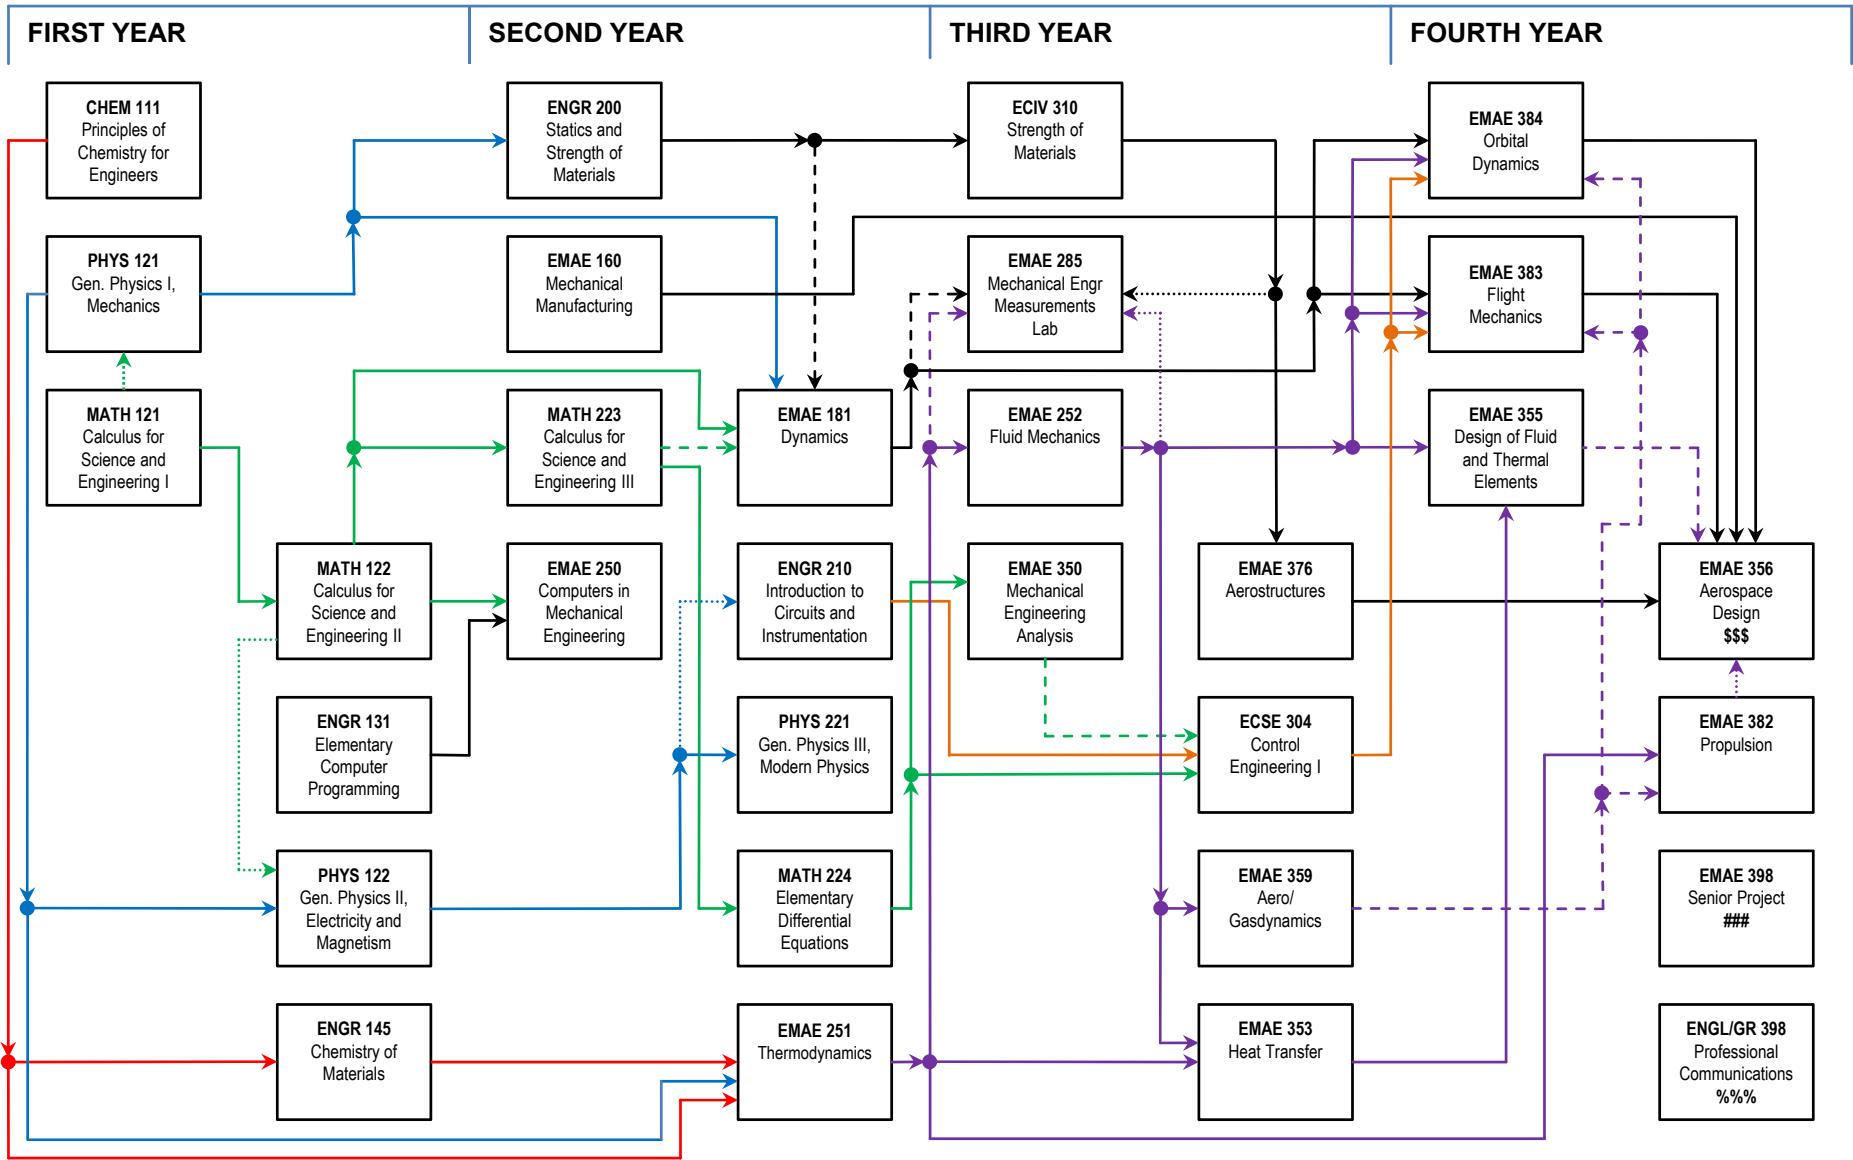 FIRST YEAR
SECOND YEAR
THIRD YEAR
FOURTH YEAR
CHEM 111
Principles of
Chemistry for
Engineers
ENGR 200
Statics and
Strength of
Materials
ECIV 310
Strength of
Materials
EMAE 384
Orbital
Dynamics
PHYS 121
Gen. Physics I,
Mechanics
EMAE 160
Mechanical
Manufacturing
EMAE 285
Mechanical Engr
Measurements
Lab
EMAE 383
Flight
Mechanics
MATH 121
Calculus for
Science and
Engineering I
MATH 223
Calculus for
Science and
Engineering III
EMAE 181
Dynamics
EMAE 252
Fluid Mechanics
EMAE 355
Design of Fluid
and Thermal
Elements
MATH 122
Calculus for
Science and
Engineering II
EMAE 250
Computers in
Mechanical
Engineering
ENGR 210
Introduction to
Circuits and
Instrumentation
EMAE 350
Mechanical
Engineering
Analysis
EMAE 376
Aerostructures
EMAE 356
Aerospace
Design
$$$
ENGR 131
Elementary
Computer
Programming
PHYS 221
Gen. Physics III,
Modern Physics
ECSE 304
Control
Engineering I
EMAE 382
Propulsion
PHYS 122
Gen. Physics II,
Electricity and
Magnetism
MATH 224
Elementary
Differential
Equations
EMAE 359
Aero/
Gasdynamics
EMAE 398
Senior Project
###
ENGR 145
Chemistry of
Materials
EMAE 251
Thermodynamics
EMAE 353
Heat Transfer
ENGL/GR 398
Professional
Communications
%%%